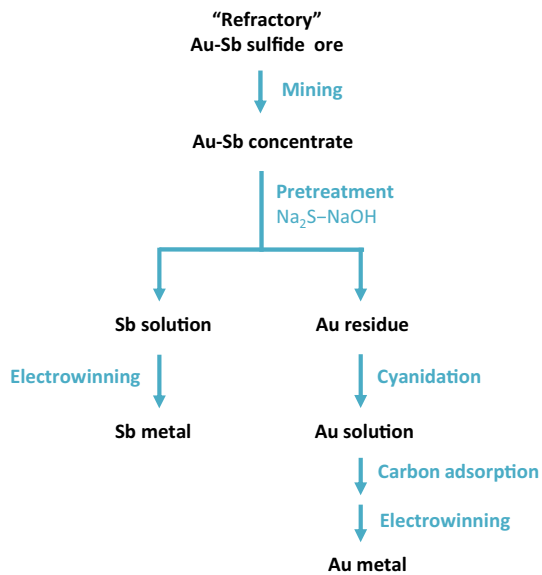 “Refractory”
Au-Sb sulfide ore
Mining
Au-Sb concentrate
Pretreatment
Na₂S–NaOH
Sb solution
Au residue
Electrowinning
Cyanidation
Sb metal
Au solution
Carbon adsorption
Electrowinning
Au metal